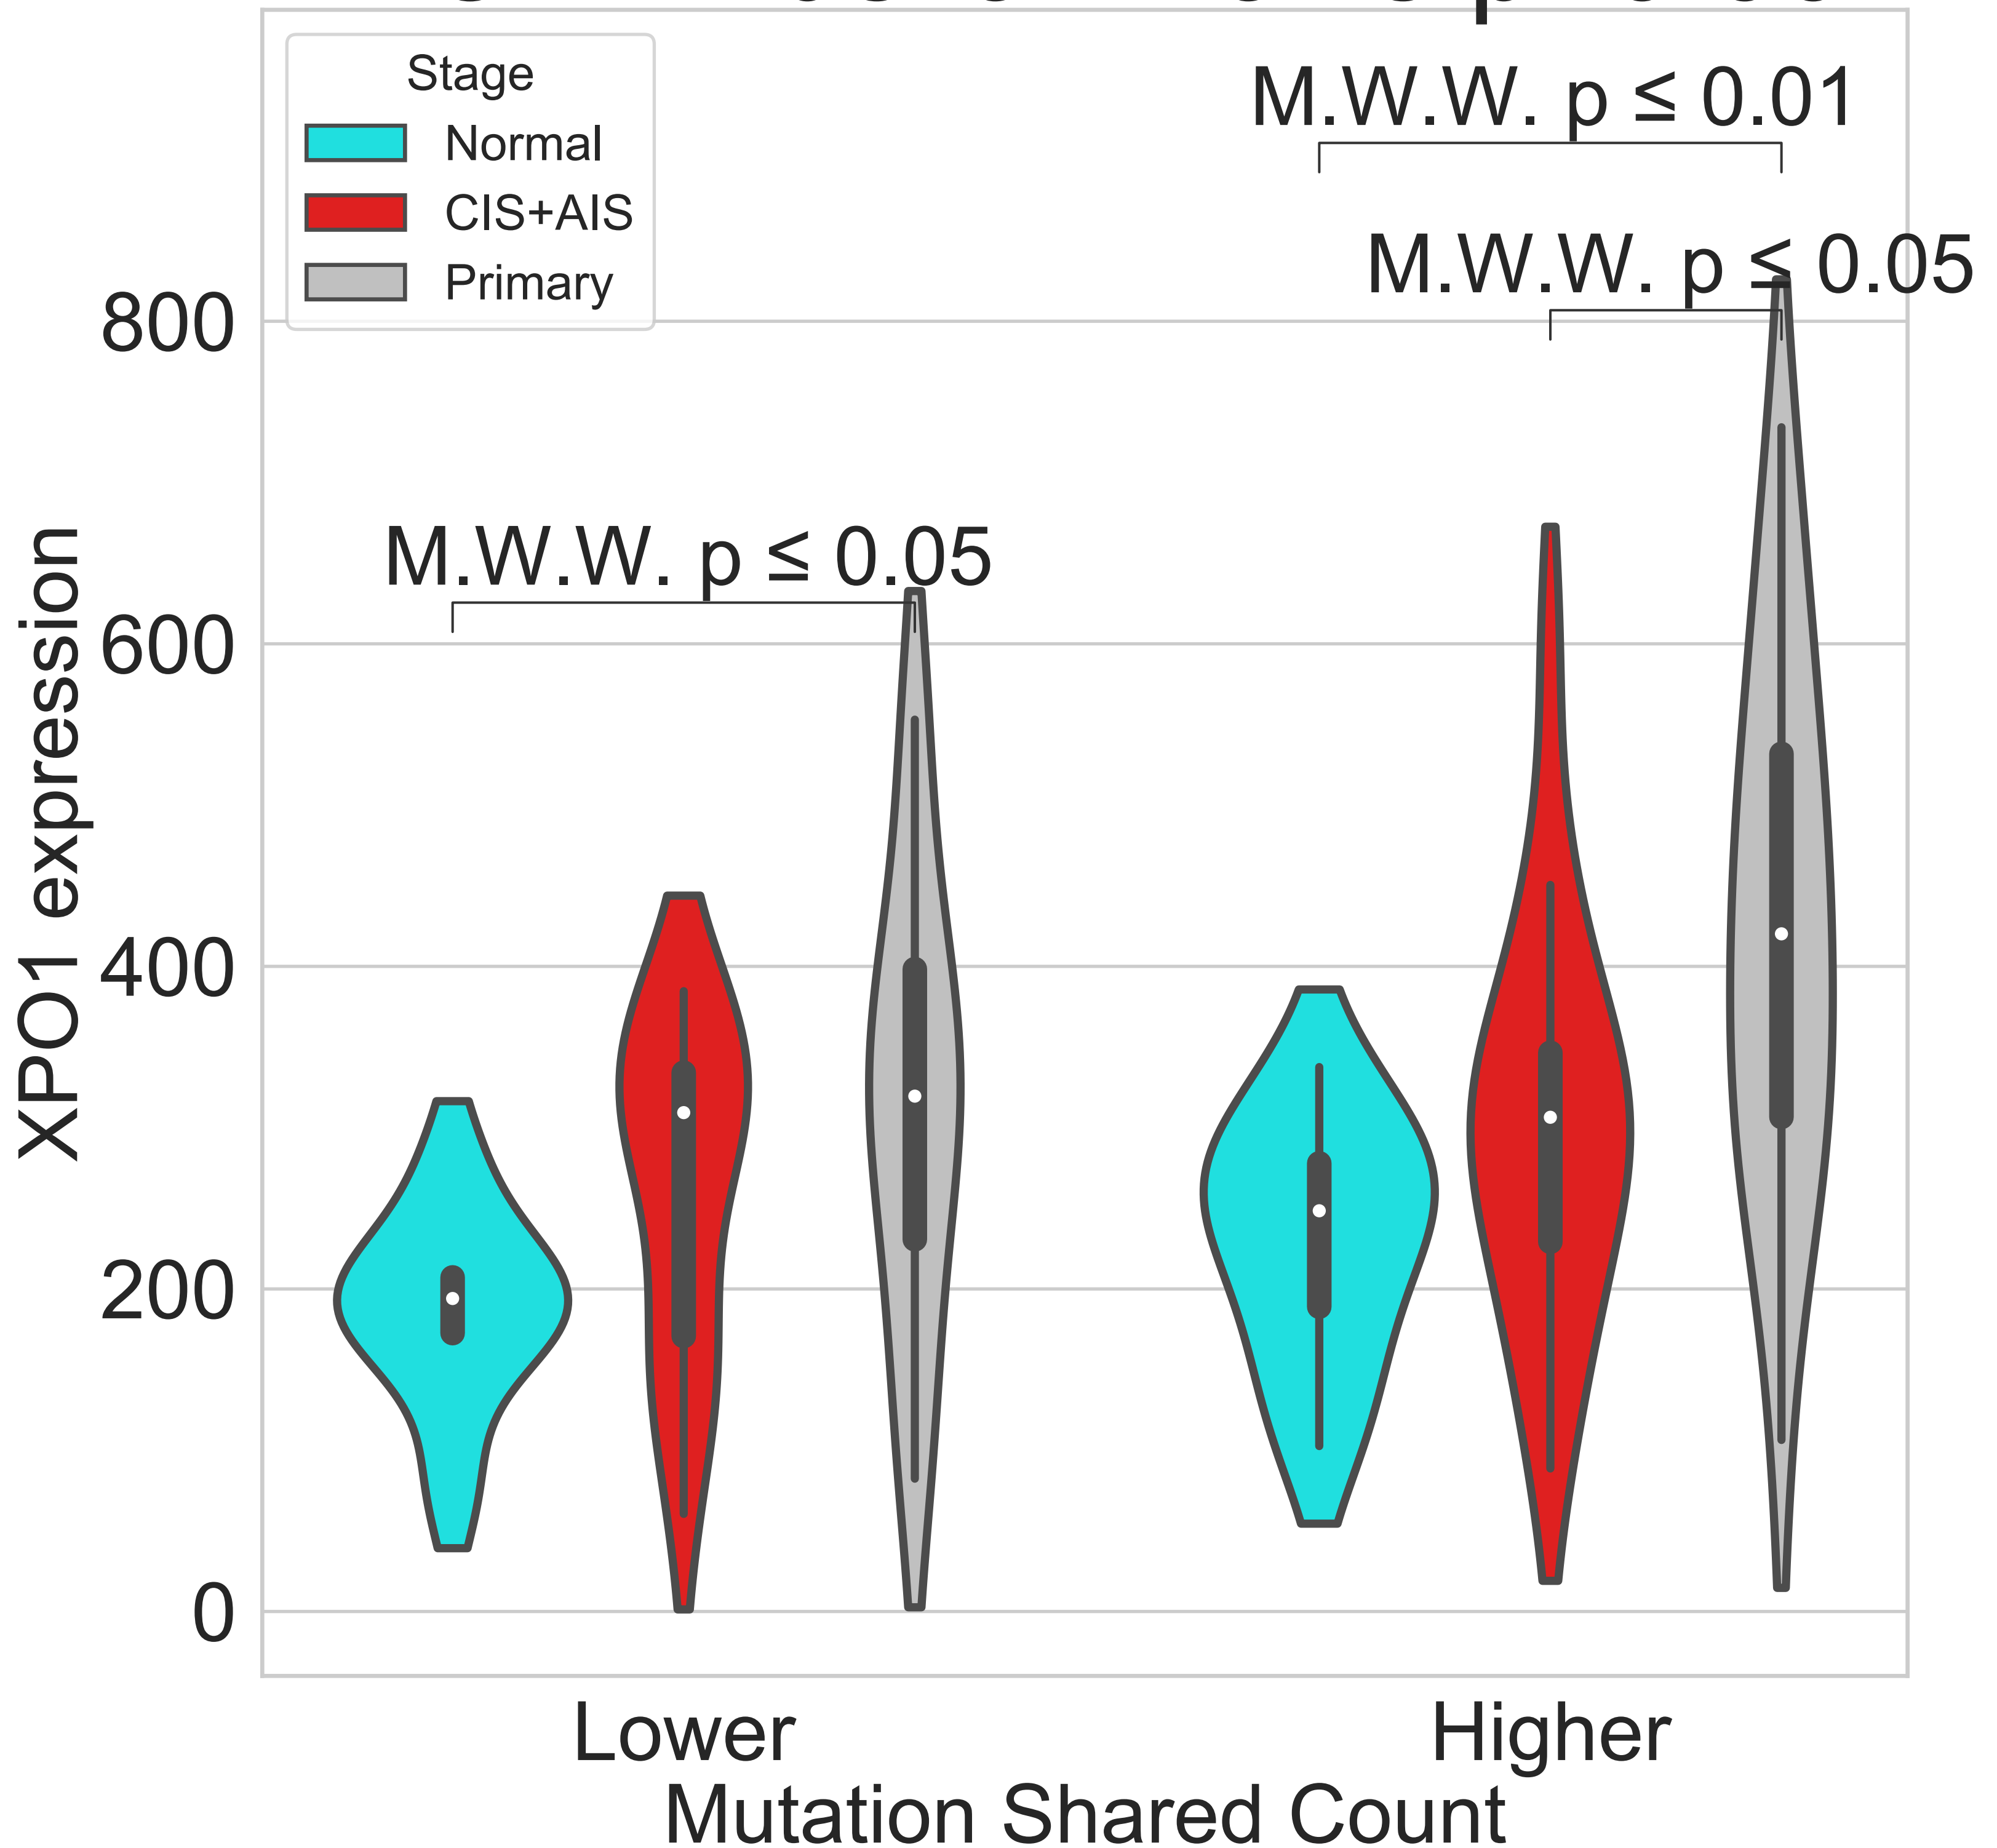 Stage
Normal
CIS+AIS
Primary
M.W.W. p ≤ 0.01
M.W.W. p ≤ 0.05
M.W.W. p ≤ 0.05
800
600
400
200
0
XPO1 expression
Lower
Higher
Mutation Shared Count